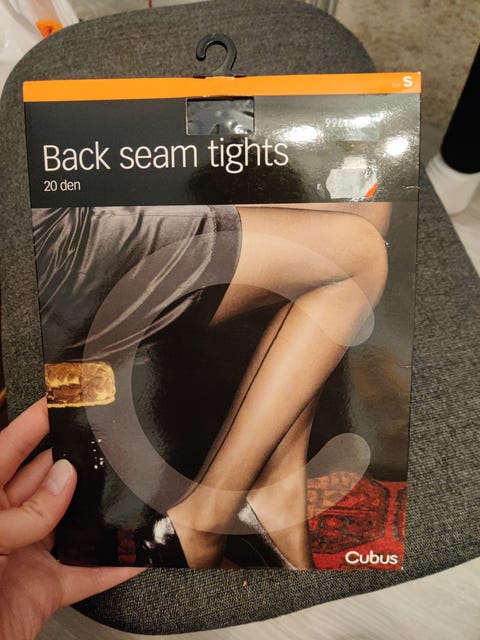 S
Back seam tights
20 den
Cubus